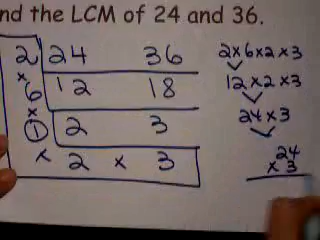 nd the LCM of 24 and 36.
2 24 36 2×6×2×3
×
6 12 18 12×2×3
×
1 2 3 24×3
× 2 × 3
24
×3